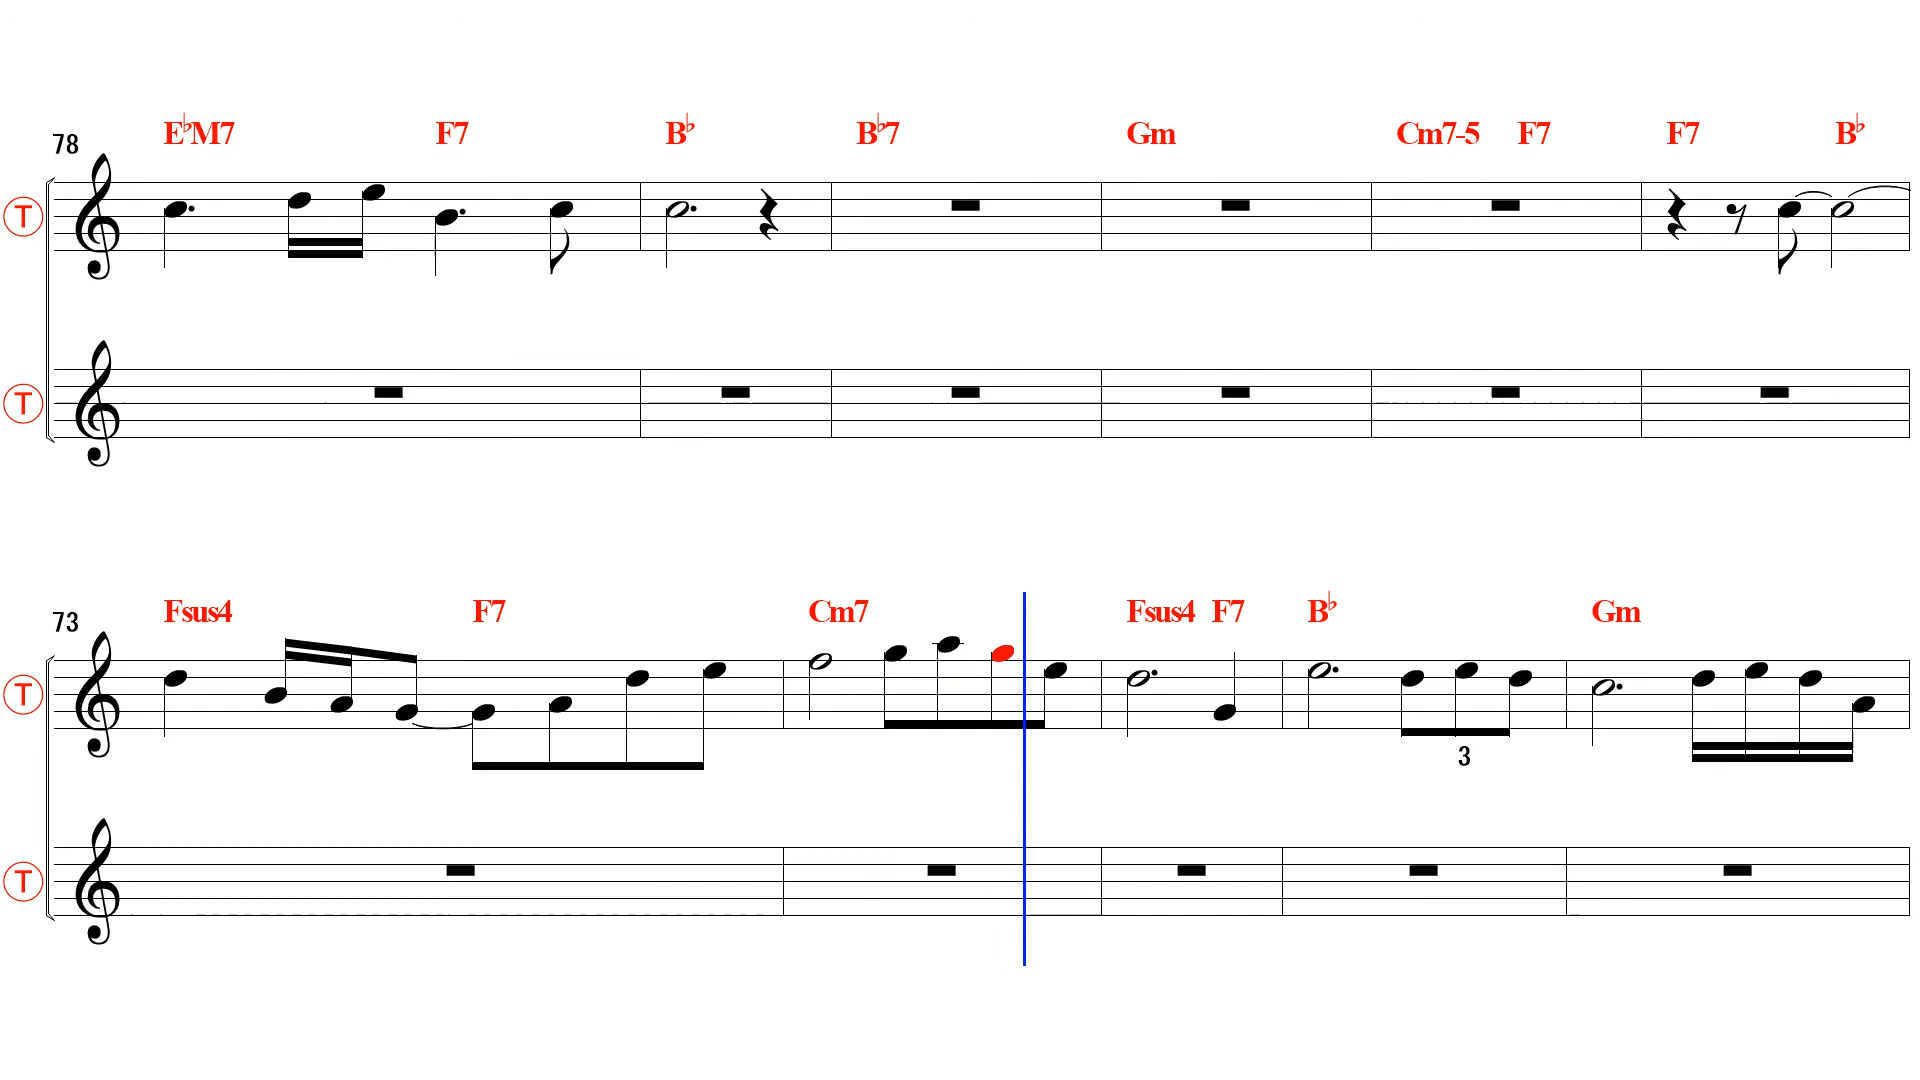 E♭M7 F7 B♭ B♭7 Gm Cm7-5 F7 F7 B♭
78
T
T
Fsus4 F7 Cm7 Fsus4 F7 B♭ Gm
73
T
3
T